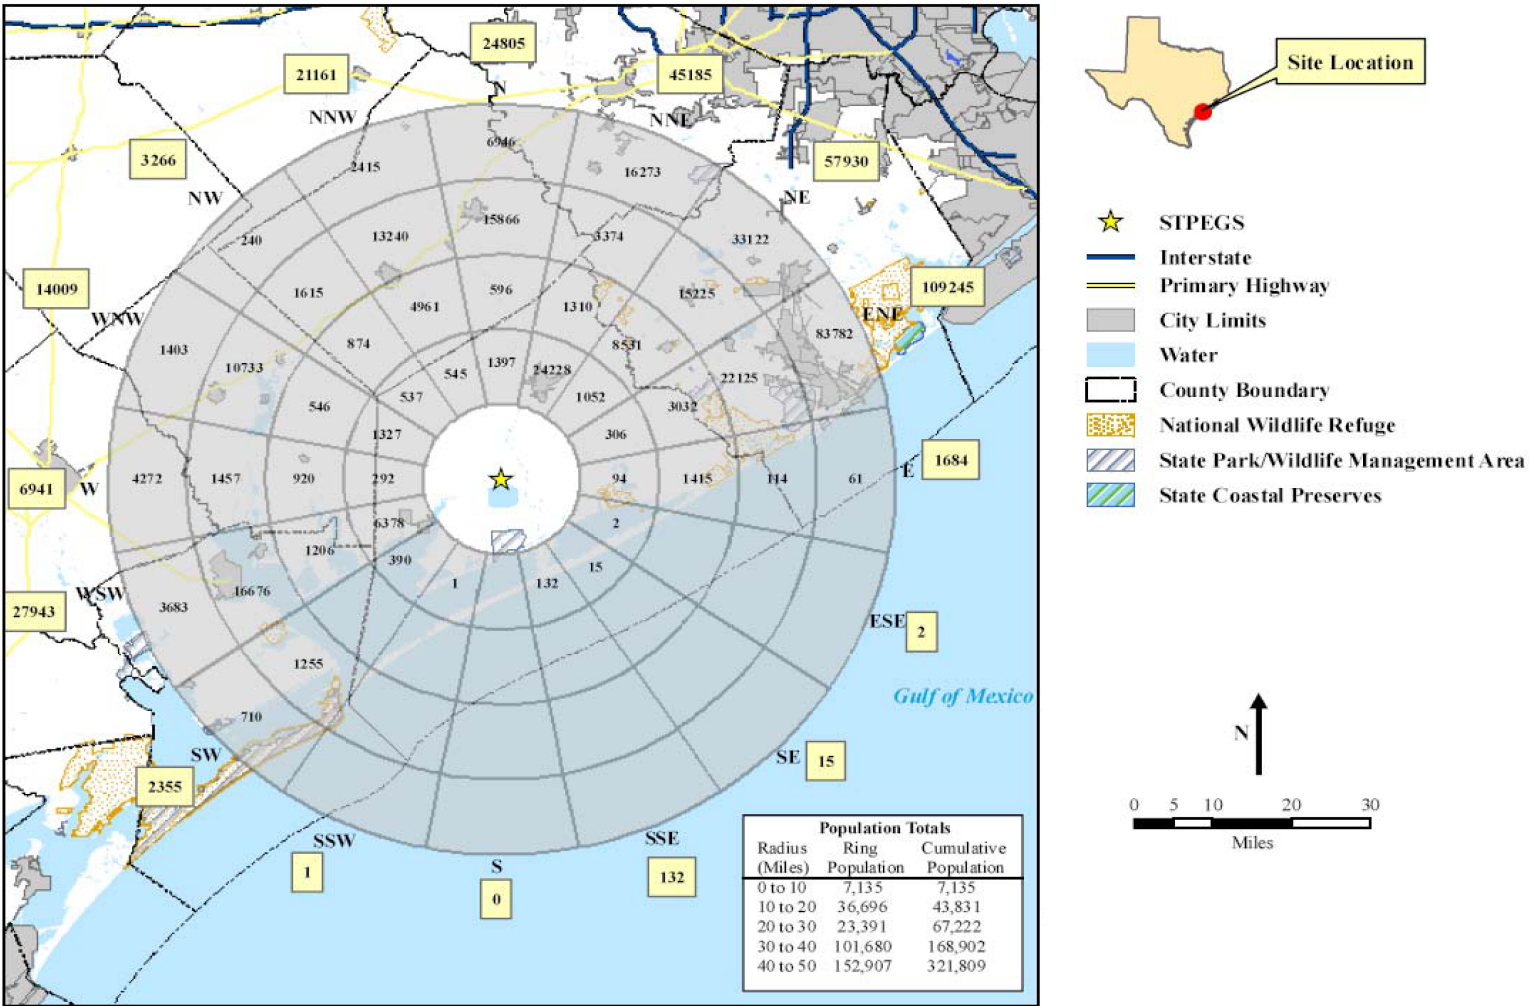 24805
21161
45185
Site Location
N
NNW
NNE
6946
3266
2415
16273
57930
NW
NE
STPEGS
15866
240
13240
3374
33122
Interstate
14009
Primary Highway
1615
596
15225
109245
4961
1310
ENE
WNW
City Limits
1403
874
8531
83782
Water
10733
545
1397
24228
22125
County Boundary
546
537
1052
3032
National Wildlife Refuge
1327
306
6941
W
4272
1457
920
292
94
1415
114
61
E
1684
State Park/Wildlife Management Area
State Coastal Preserves
6378
2
1206
390
1
132
15
27943
WSW
3683
16676
ESE
2
1255
Gulf of Mexico
710
SW
2355
SE
15
N
SSW
S
SSE
1
0
132
0 5 10 20 30
Miles
Population Totals
Radius Ring Cumulative
(Miles) Population Population
0 to 10 7,135 7,135
10 to 20 36,696 43,831
20 to 30 23,391 67,222
30 to 40 101,680 168,902
40 to 50 152,907 321,809